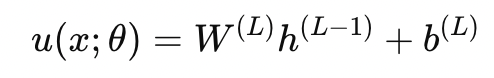 u(x; θ) = W^{(L)} h^{(L−1)} + b^{(L)}